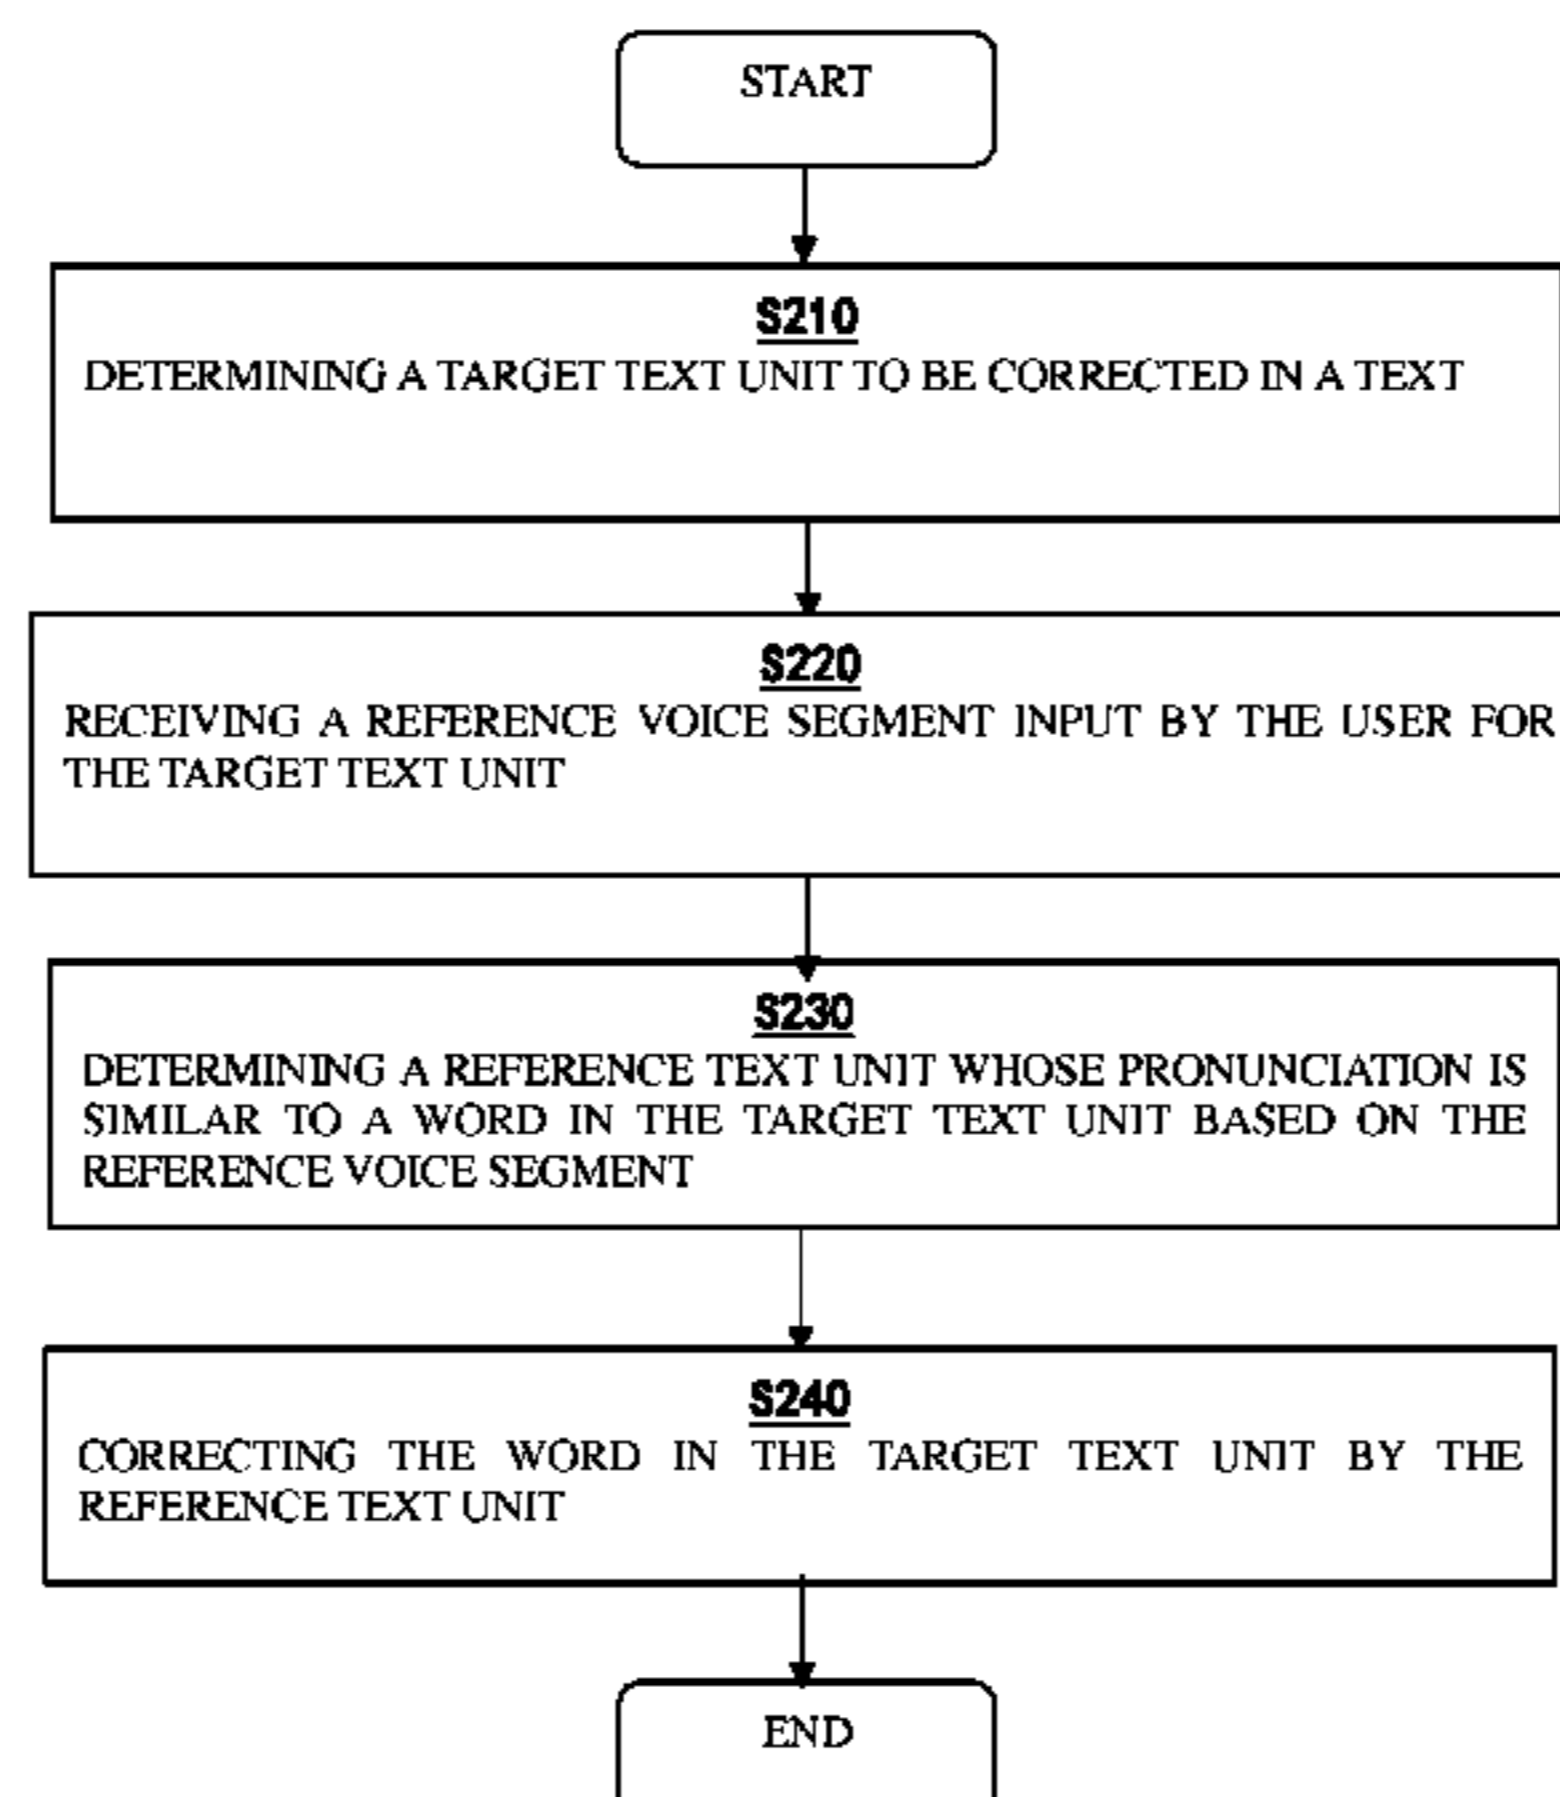 START
S210
DETERMINING A TARGET TEXT UNIT TO BE CORRECTED IN A TEXT
S220
RECEIVING A REFERENCE VOICE SEGMENT INPUT BY THE USER FOR
THE TARGET TEXT UNIT
S230
DETERMINING A REFERENCE TEXT UNIT WHOSE PRONUNCIATION IS
SIMILAR TO A WORD IN THE TARGET TEXT UNIT BASED ON THE
REFERENCE VOICE SEGMENT
S240
CORRECTING THE WORD IN THE TARGET TEXT UNIT BY THE
REFERENCE TEXT UNIT
END